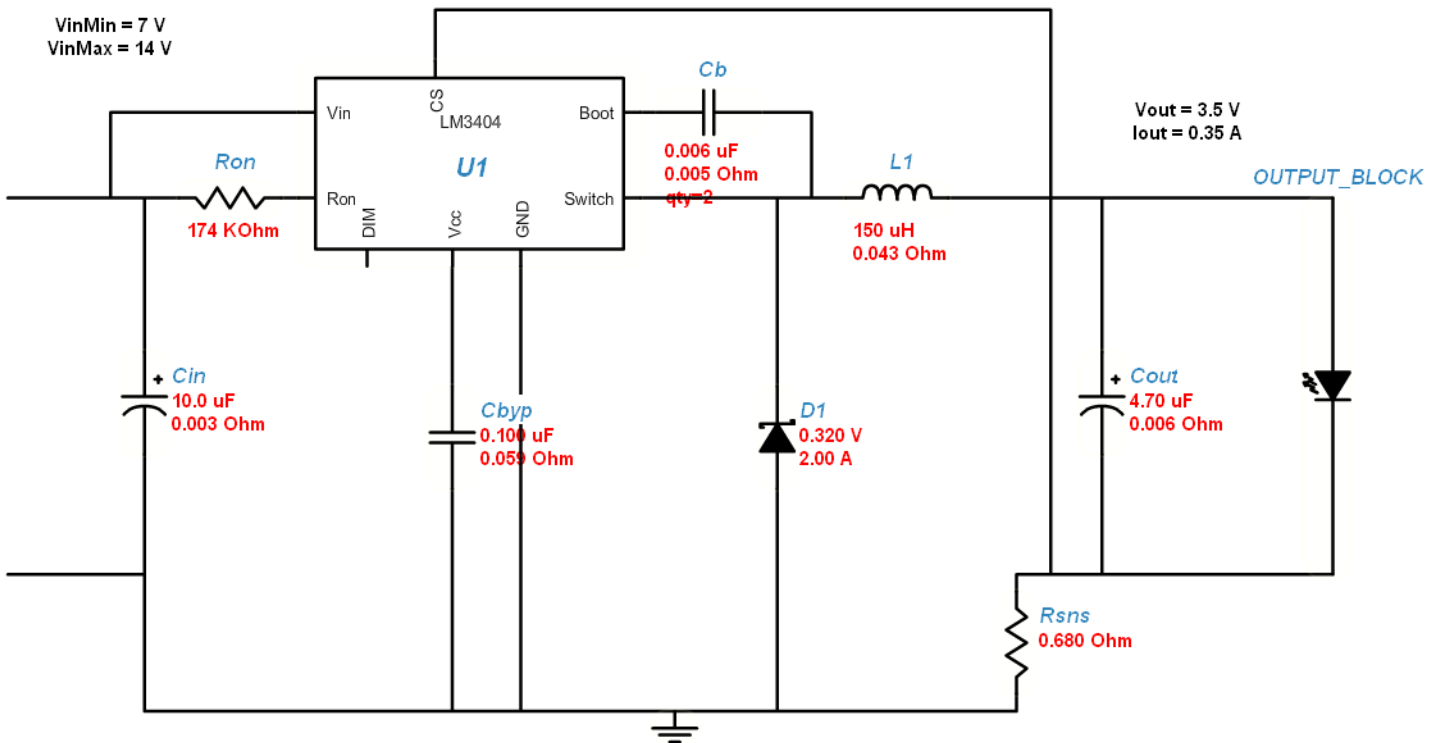 VinMin = 7 V
VinMax = 14 V
Cb
Vin
CS
LM3404
Boot
0.006 uF
0.005 Ohm
qty=2
Vout = 3.5 V
Iout = 0.35 A
Ron
174 KOhm
Ron
U1
DIM
Vcc
GND
Switch
L1
150 uH
0.043 Ohm
OUTPUT_BLOCK
+ Cin
10.0 uF
0.003 Ohm
Cbyp
0.100 uF
0.059 Ohm
D1
0.320 V
2.00 A
+ Cout
4.70 uF
0.006 Ohm
Rsns
0.680 Ohm